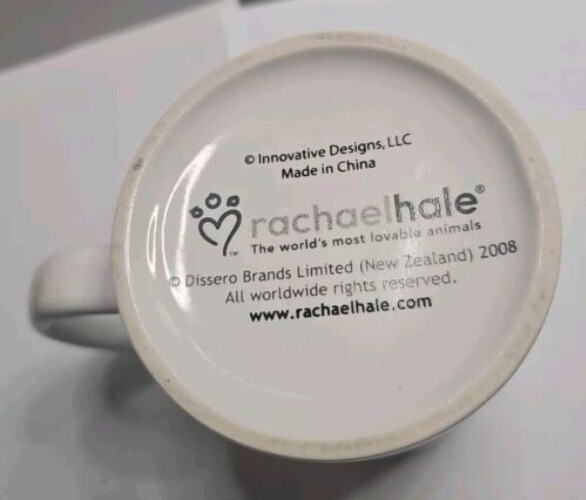 © Innovative Designs, LLC
Made in China
rachaelhale®
™
The world's most lovable animals
© Dissero Brands Limited (New Zealand) 2008
All worldwide rights reserved.
www.rachaelhale.com